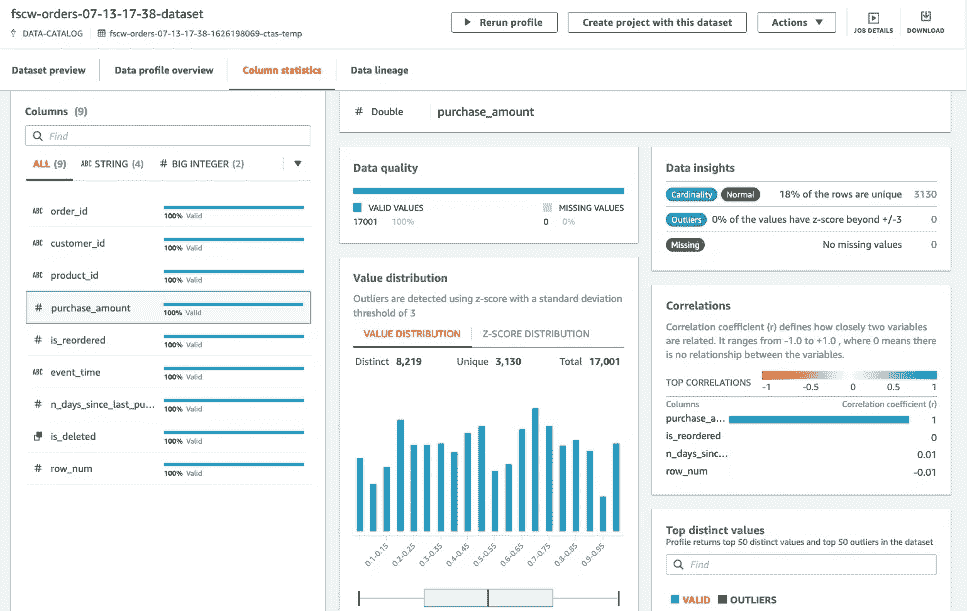 fscw-orders-07-13-17-38-dataset
DATA-CATALOG fscw-orders-07-13-17-38-1626198069-ctas-temp
Rerun profile
Create project with this dataset
Actions
JOB DETAILS
DOWNLOAD
Dataset preview
Data profile overview
Column statistics
Data lineage
Columns (9)
Find
ALL (9) ABC STRING (4) # BIG INTEGER (2)
ABC order_id 100% Valid
ABC customer_id 100% Valid
ABC product_id 100% Valid
# purchase_amount 100% Valid
# is_reordered 100% Valid
ABC event_time 100% Valid
# n_days_since_last_pu... 100% Valid
is_deleted 100% Valid
# row_num 100% Valid
# Double purchase_amount
Data quality
VALID VALUES MISSING VALUES
17001 100% 0 0%
Value distribution
Outliers are detected using z-score with a standard deviation
threshold of 3
VALUE DISTRIBUTION Z-SCORE DISTRIBUTION
Distinct 8,219 Unique 3,130 Total 17,001
0.1-0.15 0.2-0.25 0.3-0.35 0.4-0.45 0.5-0.55 0.6-0.65 0.7-0.75 0.8-0.85 0.9-0.95
Data insights
Cardinality Normal 18% of the rows are unique 3130
Outliers 0% of the values have z-score beyond +/-3 0
Missing No missing values 0
Correlations
Correlation coefficient (r) defines how closely two variables
are related. It ranges from -1.0 to +1.0 , where 0 means there
is no relationship between the variables.
TOP CORRELATIONS -1 -0.5 0 0.5 1
Columns Correlation coefficient (r)
purchase_a... 1
is_reordered 0
n_days_sinc... 0.01
row_num -0.01
Top distinct values
Profile returns top 50 distinct values and top 50 outliers in the dataset
Find
VALID OUTLIERS